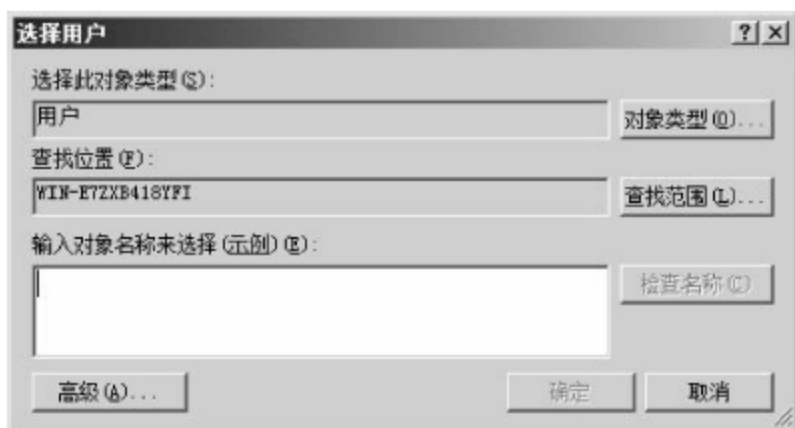 选择用户
选择此对象类型(S):
用户
对象类型(O)...
查找位置(F):
WIN-E7ZXB418YFI
查找范围(L)...
输入对象名称来选择(示例)(E):
检查名称(C)
高级(A)...
确定
取消